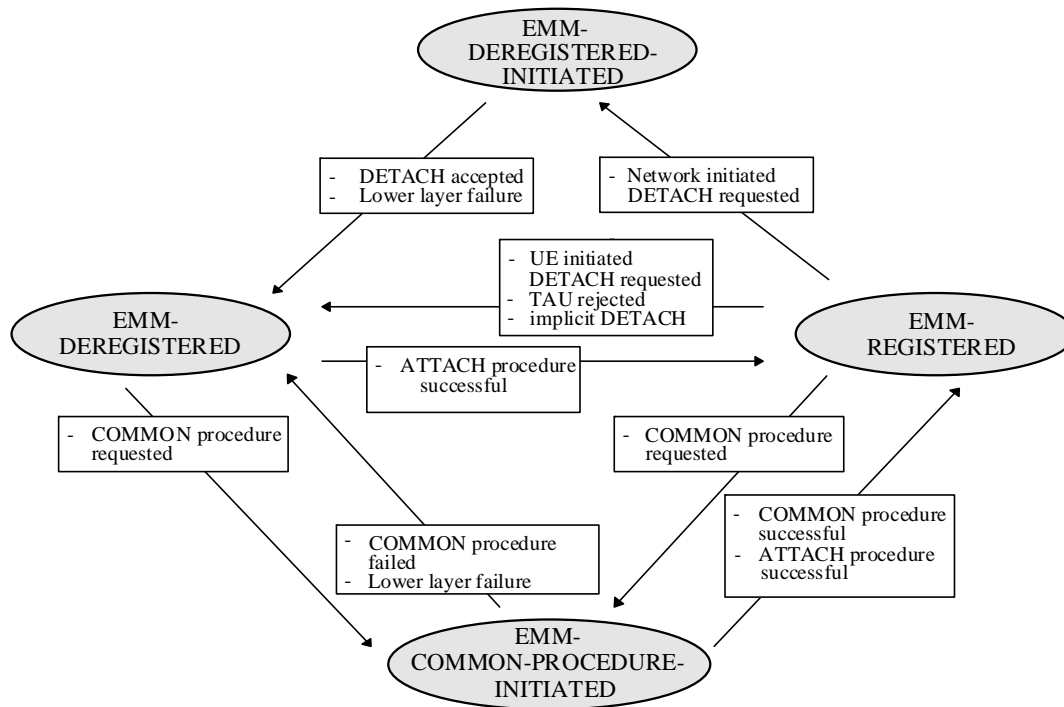 EMM-
DEREGISTERED-
INITIATED
- DETACH accepted
- Lower layer failure
- Network initiated
DETACH requested
- UE initiated
DETACH requested
- TAU rejected
- implicit DETACH
EMM-
DEREGISTERED
EMM-
REGISTERED
- ATTACH procedure
successful
- COMMON procedure
requested
- COMMON procedure
requested
- COMMON procedure
failed
- Lower layer failure
- COMMON procedure
successful
- ATTACH procedure
successful
EMM-
COMMON-PROCEDURE-
INITIATED